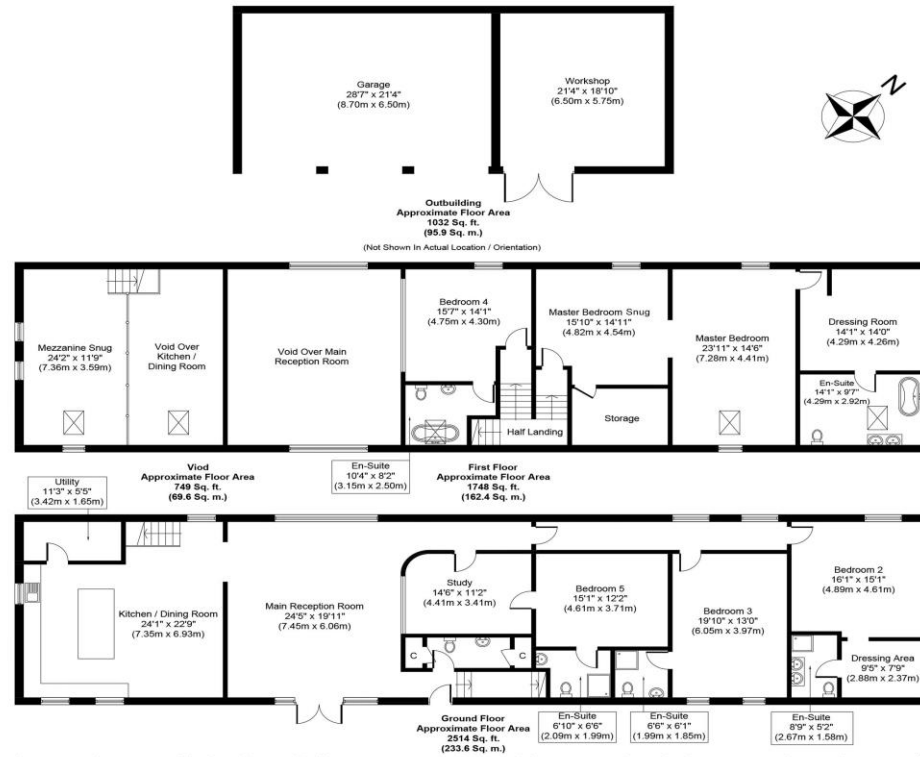 Garage
28'7" x 21'4"
(8.70m x 6.50m)
Workshop
21'4" x 18'10"
(6.50m x 5.75m)
N
Outbuilding
Approximate Floor Area
1032 Sq. ft.
(95.9 Sq. m.)
(Not Shown In Actual Location / Orientation)
Mezzanine Snug
24'2" x 11'9"
(7.36m x 3.59m)
Void Over
Kitchen /
Dining Room
Void Over Main
Reception Room
Bedroom 4
15'7" x 14'1"
(4.75m x 4.30m)
Master Bedroom Snug
15'10" x 14'11"
(4.82m x 4.54m)
Master Bedroom
23'11" x 14'6"
(7.28m x 4.41m)
Dressing Room
14'1" x 14'0"
(4.29m x 4.26m)
En-Suite
14'1" x 9'7"
(4.29m x 2.92m)
Storage
Half Landing
En-Suite
10'4" x 8'2"
(3.15m x 2.50m)
Viod
Approximate Floor Area
749 Sq. ft.
(69.6 Sq. m.)
First Floor
Approximate Floor Area
1748 Sq. ft.
(162.4 Sq. m.)
Utility
11'3" x 5'5"
(3.42m x 1.65m)
Kitchen / Dining Room
24'1" x 22'9"
(7.35m x 6.93m)
Main Reception Room
24'5" x 19'11"
(7.45m x 6.06m)
Study
14'6" x 11'2"
(4.41m x 3.41m)
C
C
Bedroom 5
15'1" x 12'2"
(4.61m x 3.71m)
Bedroom 3
19'10" x 13'0"
(6.05m x 3.97m)
Bedroom 2
16'1" x 15'1"
(4.89m x 4.61m)
Dressing Area
9'5" x 7'9"
(2.88m x 2.37m)
Ground Floor
Approximate Floor Area
2514 Sq. ft.
(233.6 Sq. m.)
En-Suite
6'10" x 6'6"
(2.09m x 1.99m)
En-Suite
6'6" x 6'1"
(1.99m x 1.85m)
En-Suite
8'9" x 5'2"
(2.67m x 1.58m)